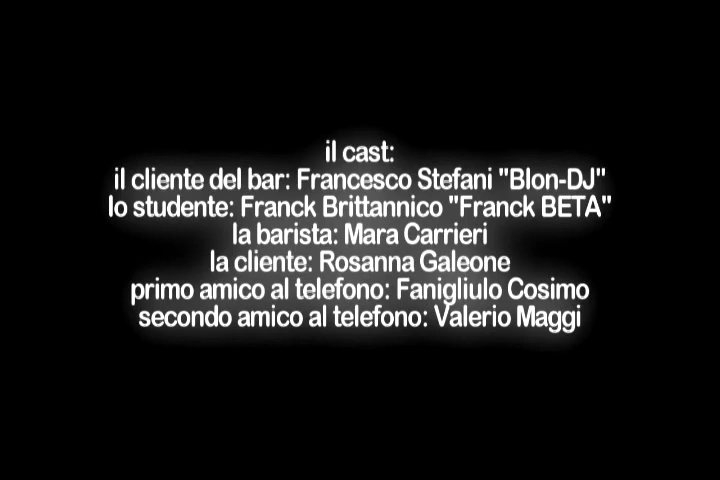 il cast:
il cliente del bar: Francesco Stefani "Blon-DJ"
lo studente: Franck Brittannico "Franck BETA"
la barista: Mara Carrieri
la cliente: Rosanna Galeone
primo amico al telefono: Fanigliulo Cosimo
secondo amico al telefono: Valerio Maggi